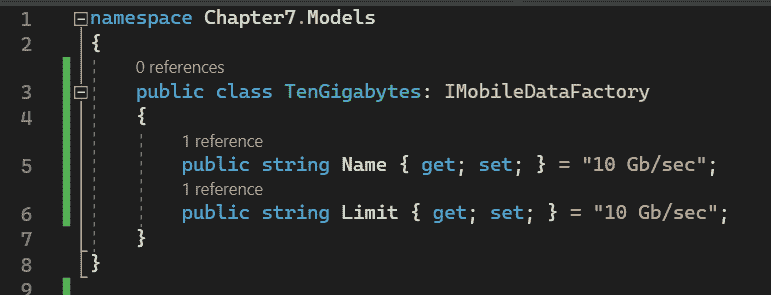 1 namespace Chapter7.Models
2 {
0 references
3 public class TenGigabytes: IMobileDataFactory
4 {
1 reference
5 public string Name { get; set; } = "10 Gb/sec";
1 reference
6 public string Limit { get; set; } = "10 Gb/sec";
7 }
8 }
9